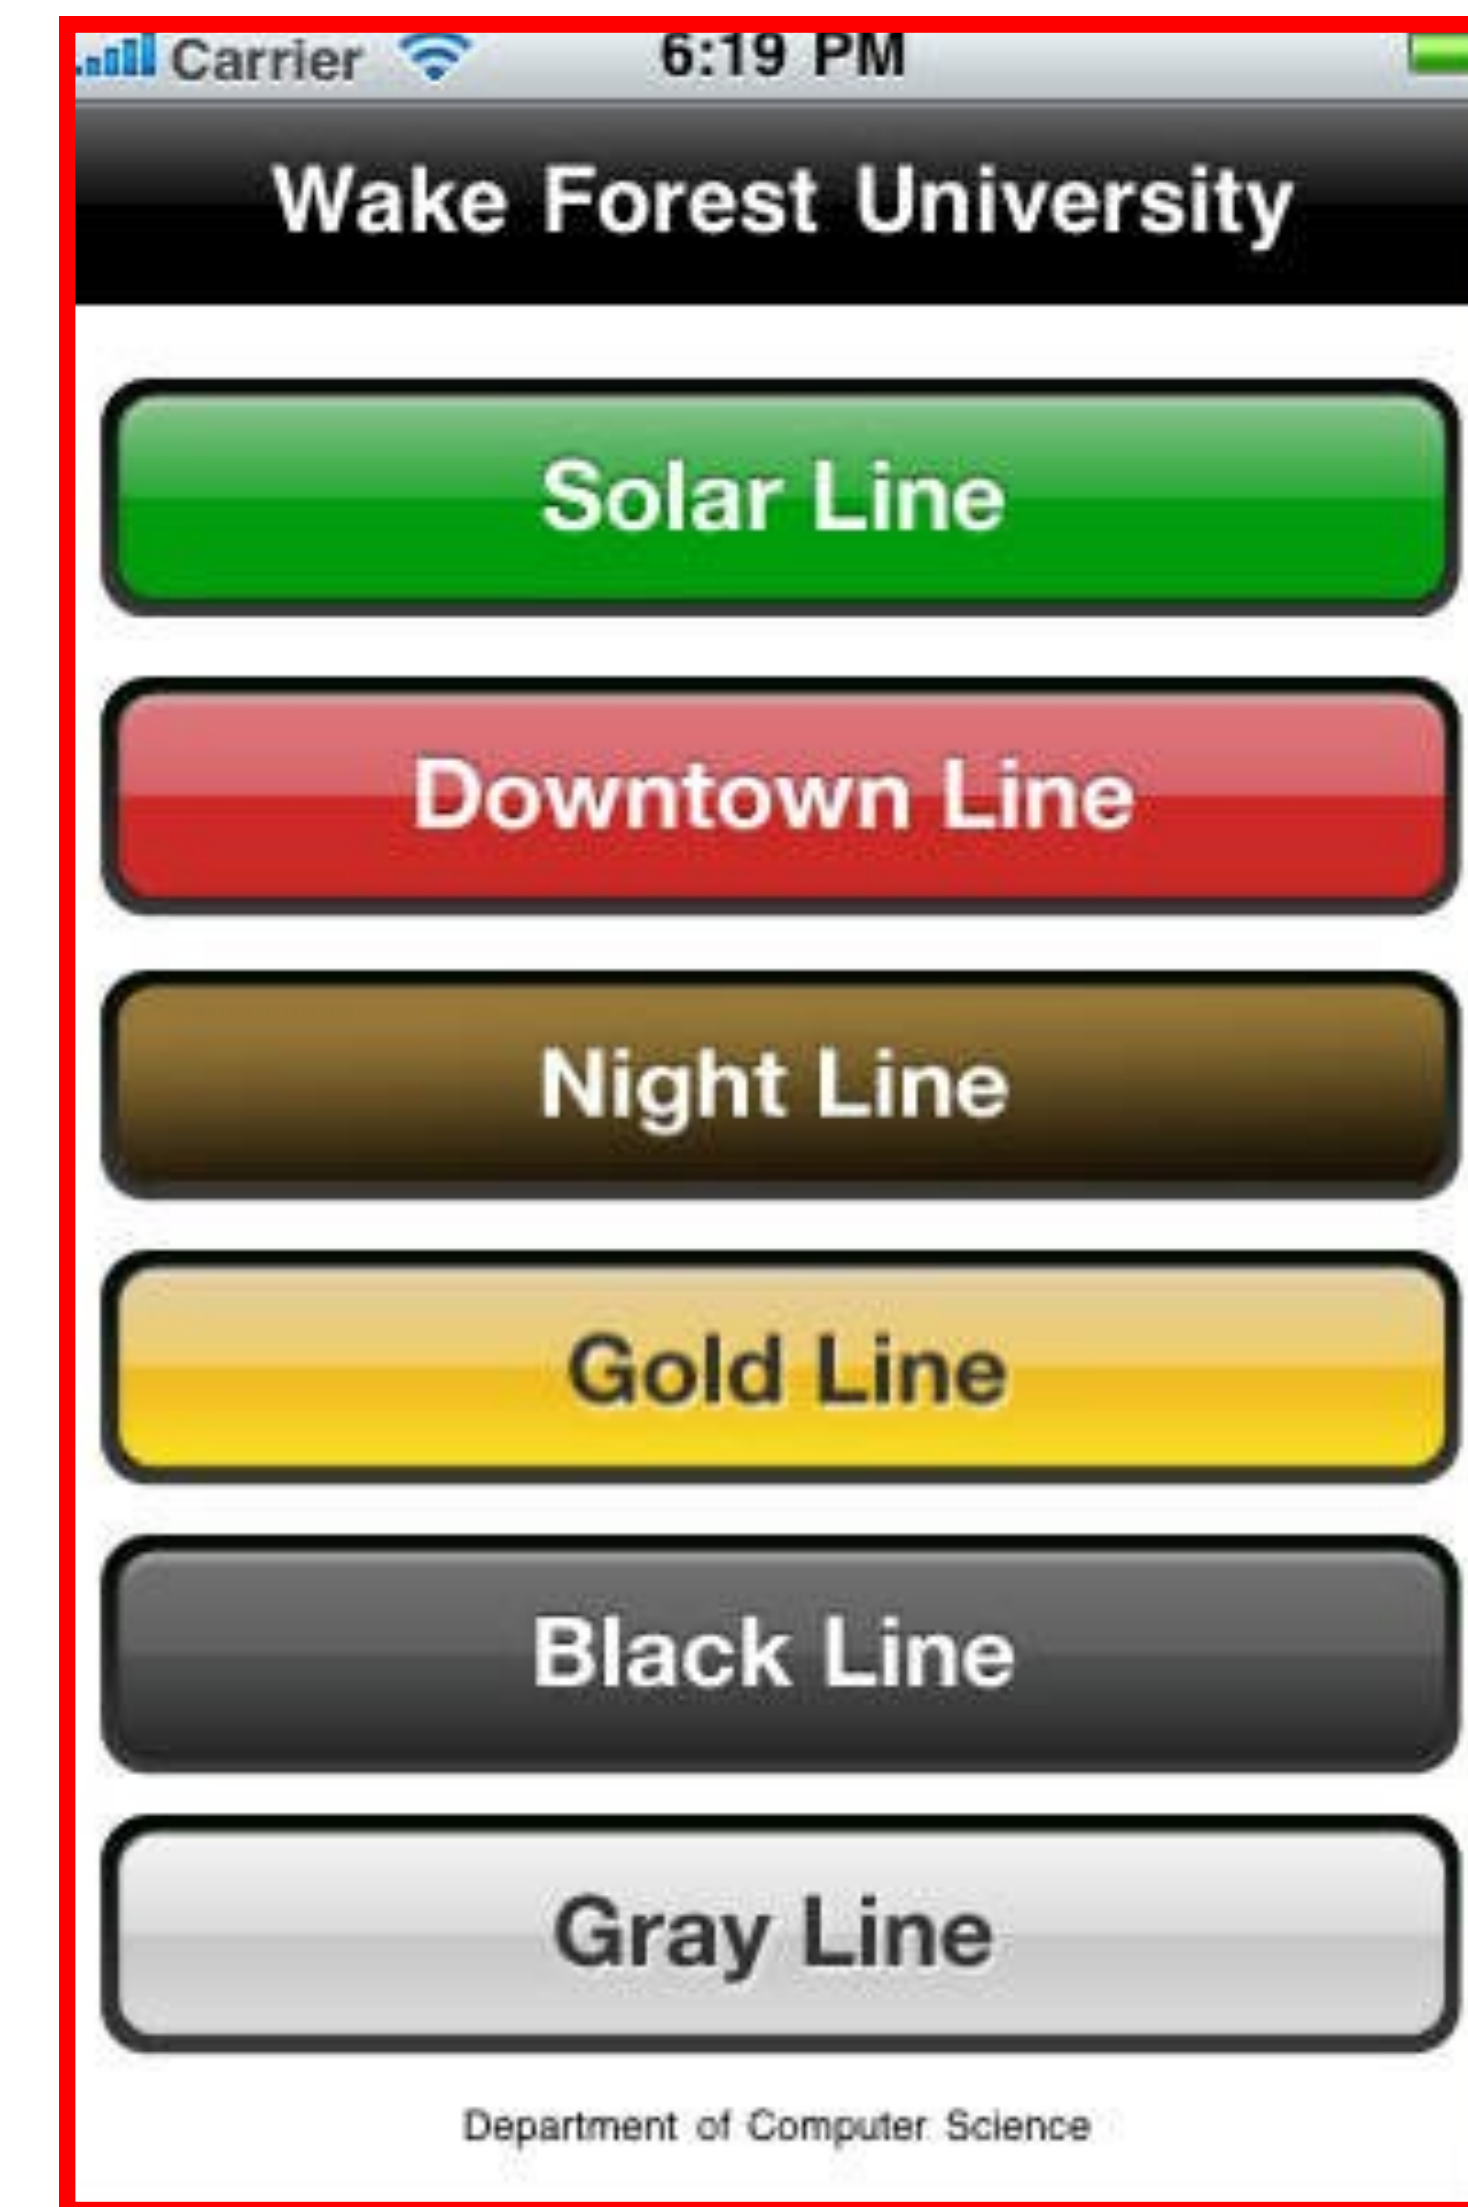 Carrier 6:19 PM
Wake Forest University
Solar Line
Downtown Line
Night Line
Gold Line
Black Line
Gray Line
Department of Computer Science